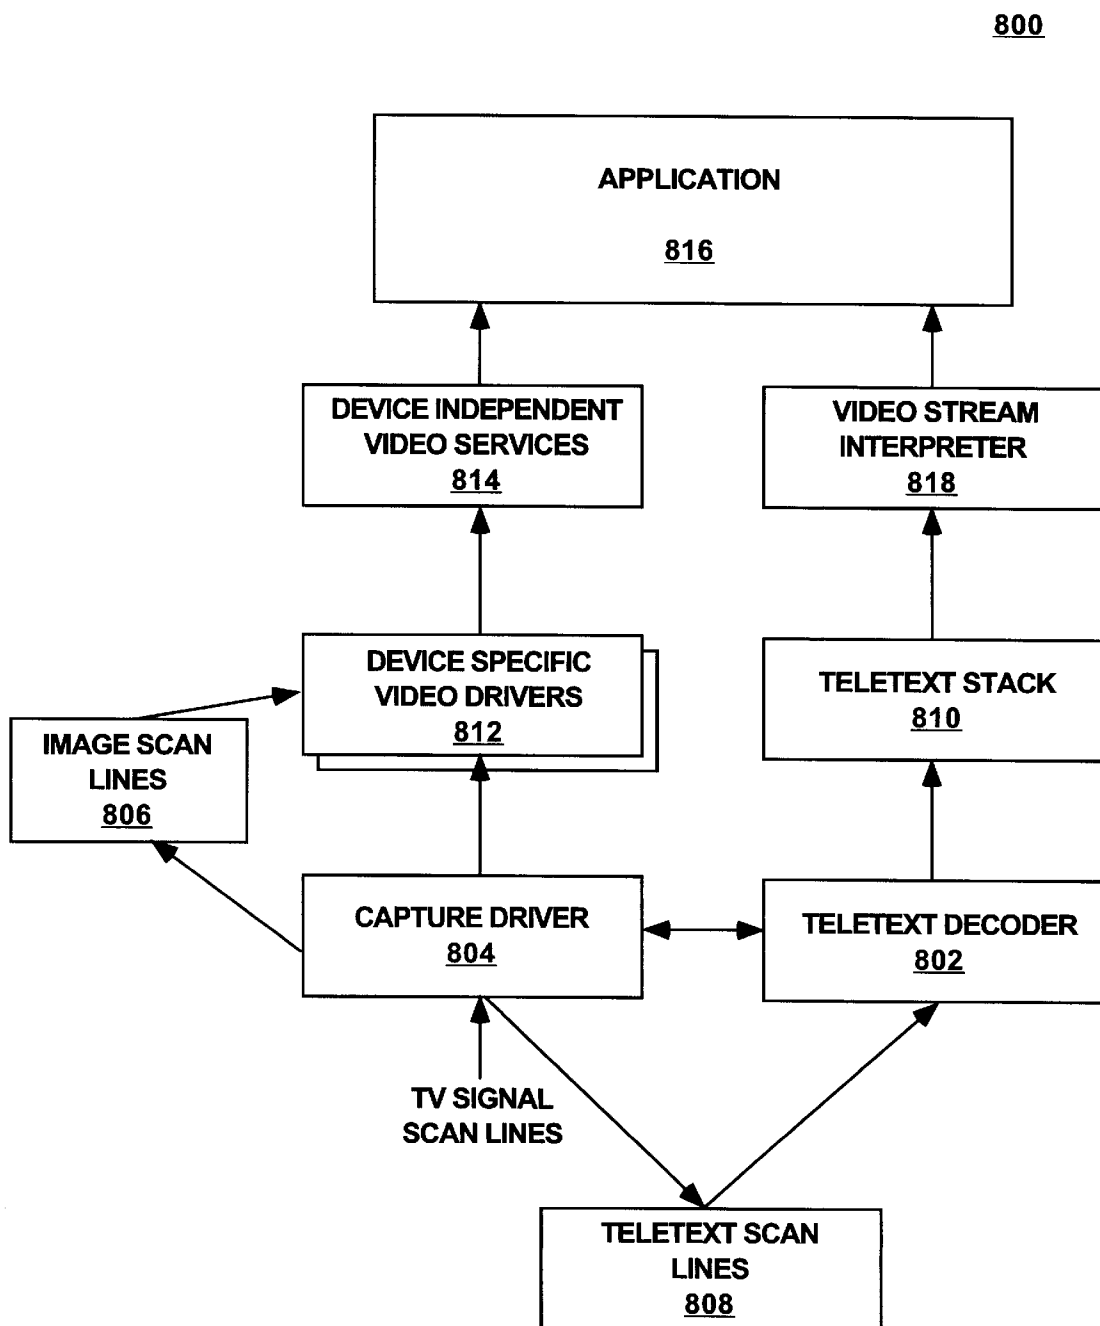 800
APPLICATION
816
DEVICE INDEPENDENT
VIDEO SERVICES
814
VIDEO STREAM
INTERPRETER
818
DEVICE SPECIFIC
VIDEO DRIVERS
812
TELETEXT STACK
810
IMAGE SCAN
LINES
806
CAPTURE DRIVER
804
TELETEXT DECODER
802
TV SIGNAL
SCAN LINES
TELETEXT SCAN
LINES
808